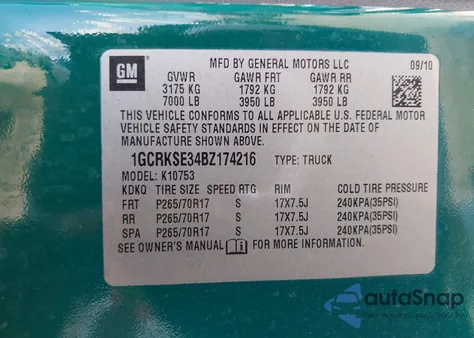 GM
MFD BY GENERAL MOTORS LLC 09/10
GVWR GAWR FRT GAWR RR
3175 KG 1792 KG 1792 KG
7000 LB 3950 LB 3950 LB
THIS VEHICLE CONFORMS TO ALL APPLICABLE U.S. FEDERAL MOTOR
VEHICLE SAFETY STANDARDS IN EFFECT ON THE DATE OF
MANUFACTURE SHOWN ABOVE.
1GCRKSE34BZ174216 TYPE: TRUCK
MODEL: K10753
KDKQ TIRE SIZE SPEED RTG RIM COLD TIRE PRESSURE
FRT P265/70R17 S 17X7.5J 240KPA(35PSI)
RR P265/70R17 S 17X7.5J 240KPA(35PSI)
SPA P265/70R17 S 17X7.5J 240KPA(35PSI)
SEE OWNER'S MANUAL FOR MORE INFORMATION.
autoSnap